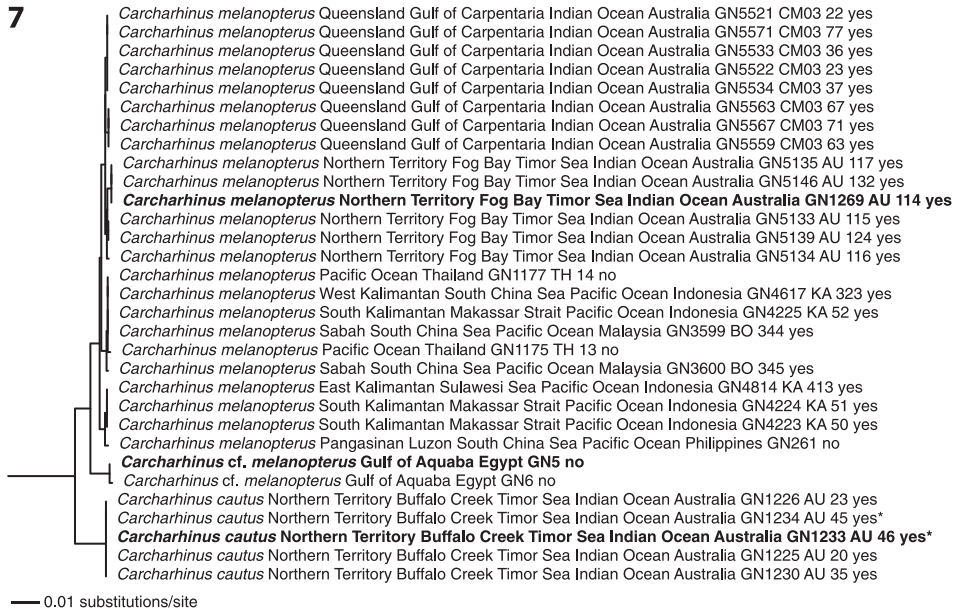 7
Carcharhinus melanopterus Queensland Gulf of Carpentaria Indian Ocean Australia GN5521 CM03 22 yes
Carcharhinus melanopterus Queensland Gulf of Carpentaria Indian Ocean Australia GN5571 CM03 77 yes
Carcharhinus melanopterus Queensland Gulf of Carpentaria Indian Ocean Australia GN5533 CM03 36 yes
Carcharhinus melanopterus Queensland Gulf of Carpentaria Indian Ocean Australia GN5522 CM03 23 yes
Carcharhinus melanopterus Queensland Gulf of Carpentaria Indian Ocean Australia GN5534 CM03 37 yes
Carcharhinus melanopterus Queensland Gulf of Carpentaria Indian Ocean Australia GN5563 CM03 67 yes
Carcharhinus melanopterus Queensland Gulf of Carpentaria Indian Ocean Australia GN5567 CM03 71 yes
Carcharhinus melanopterus Queensland Gulf of Carpentaria Indian Ocean Australia GN5559 CM03 63 yes
Carcharhinus melanopterus Northern Territory Fog Bay Timor Sea Indian Ocean Australia GN5135 AU 117 yes
Carcharhinus melanopterus Northern Territory Fog Bay Timor Sea Indian Ocean Australia GN5146 AU 132 yes
Carcharhinus melanopterus Northern Territory Fog Bay Timor Sea Indian Ocean Australia GN1269 AU 114 yes
Carcharhinus melanopterus Northern Territory Fog Bay Timor Sea Indian Ocean Australia GN5133 AU 115 yes
Carcharhinus melanopterus Northern Territory Fog Bay Timor Sea Indian Ocean Australia GN5139 AU 124 yes
Carcharhinus melanopterus Northern Territory Fog Bay Timor Sea Indian Ocean Australia GN5134 AU 116 yes
Carcharhinus melanopterus Pacific Ocean Thailand GN1177 TH 14 no
Carcharhinus melanopterus West Kalimantan South China Sea Pacific Ocean Indonesia GN4617 KA 323 yes
Carcharhinus melanopterus South Kalimantan Makassar Strait Pacific Ocean Indonesia GN4225 KA 52 yes
Carcharhinus melanopterus Sabah South China Sea Pacific Ocean Malaysia GN3599 BO 344 yes
Carcharhinus melanopterus Pacific Ocean Thailand GN1175 TH 13 no
Carcharhinus melanopterus Sabah South China Sea Pacific Ocean Malaysia GN3600 BO 345 yes
Carcharhinus melanopterus East Kalimantan Sulawesi Sea Pacific Ocean Indonesia GN4814 KA 413 yes
Carcharhinus melanopterus South Kalimantan Makassar Strait Pacific Ocean Indonesia GN4224 KA 51 yes
Carcharhinus melanopterus South Kalimantan Makassar Strait Pacific Ocean Indonesia GN4223 KA 50 yes
Carcharhinus melanopterus Pangasinan Luzon South China Sea Pacific Ocean Philippines GN261 no
Carcharhinus cf. melanopterus Gulf of Aquaba Egypt GN5 no
Carcharhinus cf. melanopterus Gulf of Aquaba Egypt GN6 no
Carcharhinus cautus Northern Territory Buffalo Creek Timor Sea Indian Ocean Australia GN1226 AU 23 yes
Carcharhinus cautus Northern Territory Buffalo Creek Timor Sea Indian Ocean Australia GN1234 AU 45 yes*
Carcharhinus cautus Northern Territory Buffalo Creek Timor Sea Indian Ocean Australia GN1233 AU 46 yes*
Carcharhinus cautus Northern Territory Buffalo Creek Timor Sea Indian Ocean Australia GN1225 AU 20 yes
Carcharhinus cautus Northern Territory Buffalo Creek Timor Sea Indian Ocean Australia GN1230 AU 35 yes
0.01 substitutions/site